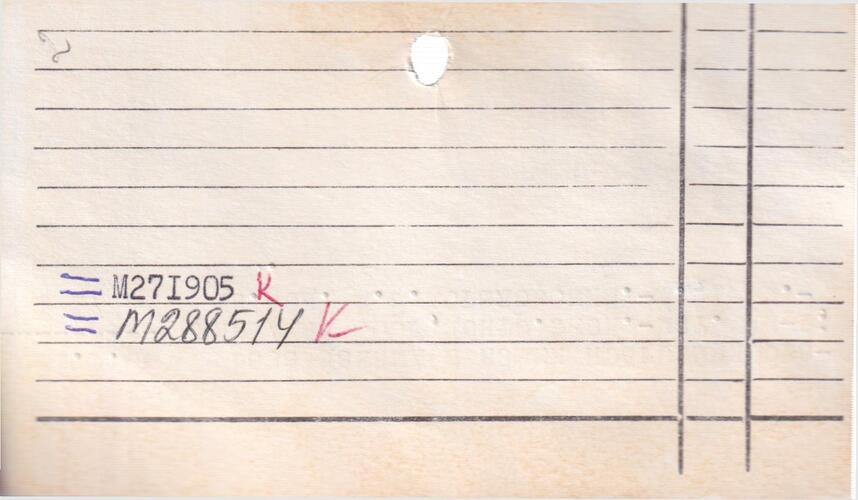 = M27I905 K
= M288514 K